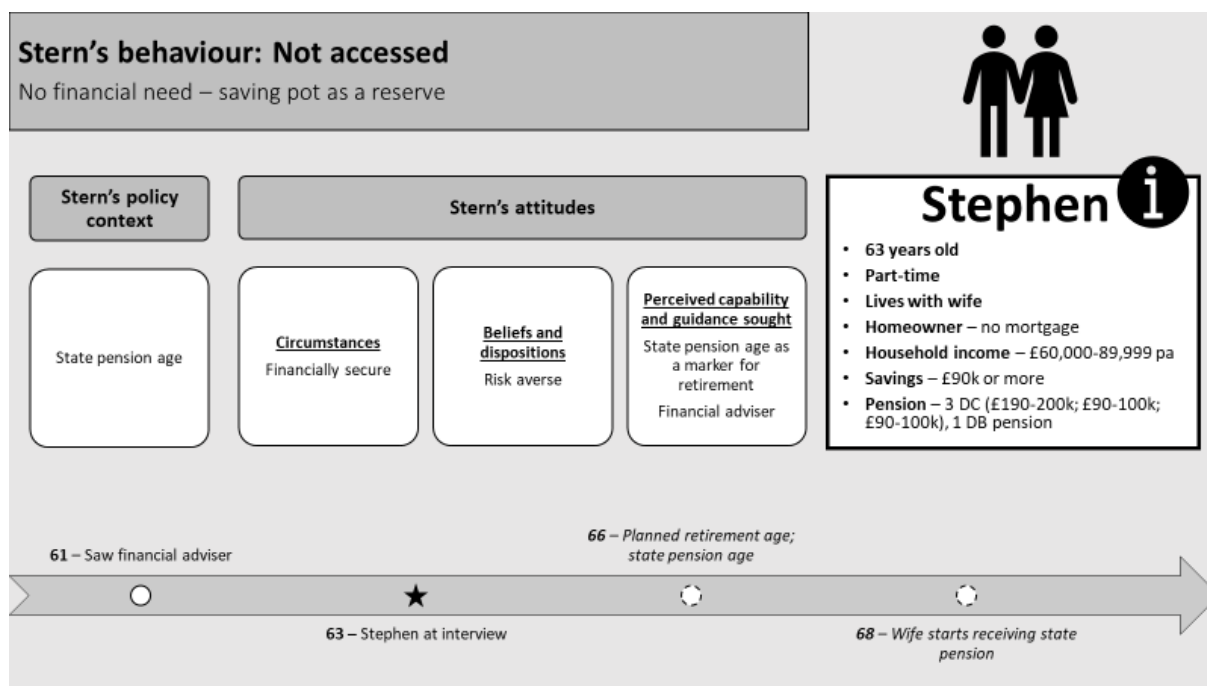 Stern's behaviour: Not accessed
No financial need – saving pot as a reserve
Stern's policy
context
Stern's attitudes
State pension age
Circumstances
Financially secure
Beliefs and
dispositions
Risk averse
Perceived capability
and guidance sought
State pension age as
a marker for
retirement
Financial adviser
Stephen
i
• 63 years old
• Part-time
• Lives with wife
• Homeowner – no mortgage
• Household income – £60,000-89,999 pa
• Savings – £90k or more
• Pension – 3 DC (£190-200k; £90-100k;
£90-100k), 1 DB pension
61 – Saw financial adviser
63 – Stephen at interview
66 – Planned retirement age;
state pension age
68 – Wife starts receiving state
pension